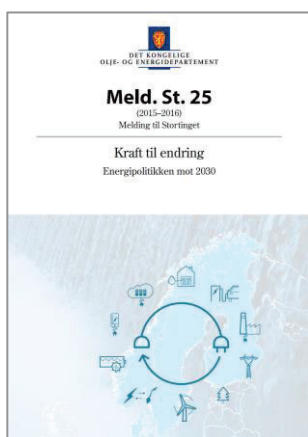 DET KONGELIGE
OLJE- OG ENERGIDEPARTEMENT
Meld. St. 25
(2015–2016)
Melding til Stortinget
Kraft til endring
Energipolitikken mot 2030